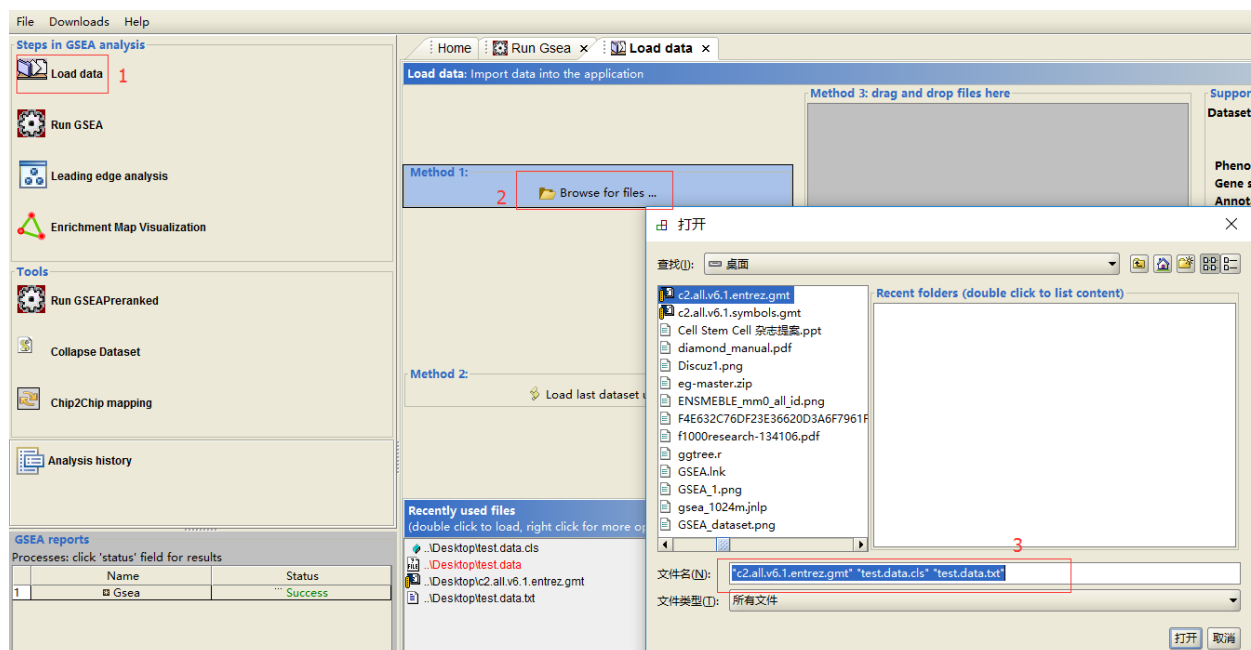 File Downloads Help
Steps in GSEA analysis
Load data 1
Run GSEA
Leading edge analysis
Enrichment Map Visualization
Tools
Run GSEAPreranked
Collapse Dataset
Chip2Chip mapping
Analysis history
GSEA reports
Processes: click 'status' field for results
Name Status
1 Gsea Success
Home Run Gsea × Load data ×
Load data: Import data into the application
Method 3: drag and drop files here
Suppor
Dataset
Pheno
Gene s
Annot
Method 1:
2 Browse for files ...
Method 2:
Load last dataset u
Recently used files
(double click to load, right click for more op
..\Desktop\test.data.cls
..\Desktop\test.data
..\Desktop\c2.all.v6.1.entrez.gmt
..\Desktop\test.data.txt
打开
查找(I): 桌面
c2.all.v6.1.entrez.gmt
c2.all.v6.1.symbols.gmt
Cell Stem Cell 杂志提案.ppt
diamond_manual.pdf
Discuz1.png
eg-master.zip
ENSMEBLE_mm0_all_id.png
F4E632C76DF23E36620D3A6F7961F
f1000research-134106.pdf
ggtree.r
GSEA.lnk
GSEA_1.png
gsea_1024m.jnlp
GSEA_dataset.png
Recent folders (double click to list content)
3
文件名(N): "c2.all.v6.1.entrez.gmt" "test.data.cls" "test.data.txt"
文件类型(T): 所有文件
打开 取消